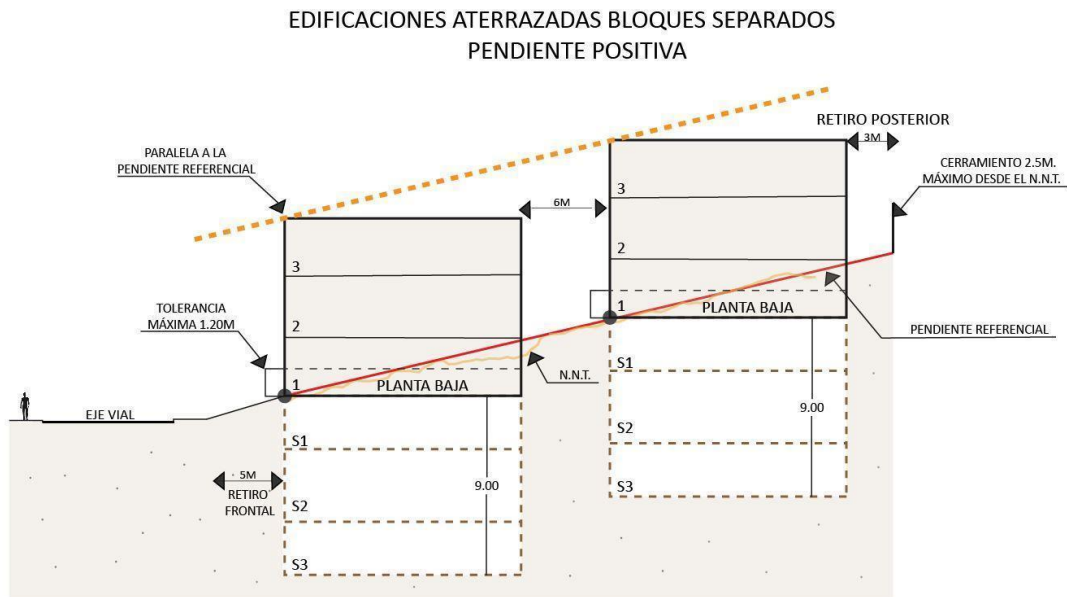 EDIFICACIONES ATERRAZADAS BLOQUES SEPARADOS
PENDIENTE POSITIVA
RETIRO POSTERIOR
3M
PARALELA A LA
PENDIENTE REFERENCIAL
CERRAMIENTO 2.5M.
MÁXIMO DESDE EL N.N.T.
6M
3
2
1
PLANTA BAJA
3
2
1
PLANTA BAJA
TOLERANCIA
MÁXIMA 1.20M
N.N.T.
PENDIENTE REFERENCIAL
EJE VIAL
S1
S2
S3
9.00
S1
S2
S3
9.00
5M
RETIRO
FRONTAL